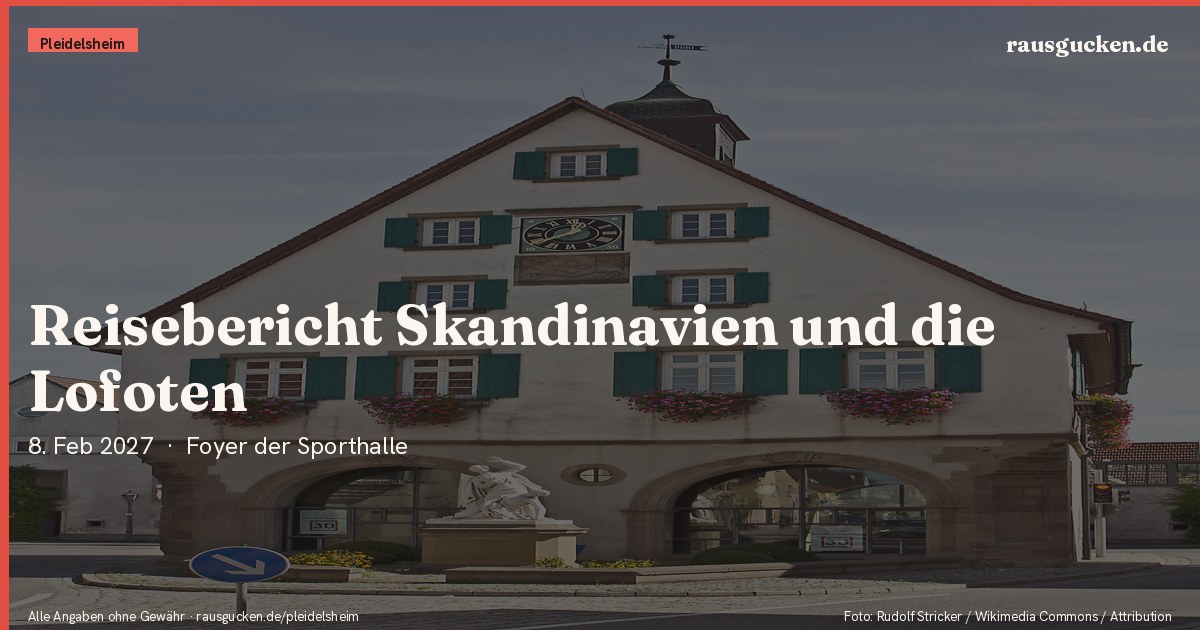 Pleidelsheim
rausgucken.de
Reisebericht Skandinavien und die
Lofoten
8. Feb 2027 · Foyer der Sporthalle
Alle Angaben ohne Gewähr · rausgucken.de/pleidelsheim
Foto: Rudolf Stricker / Wikimedia Commons / Attribution